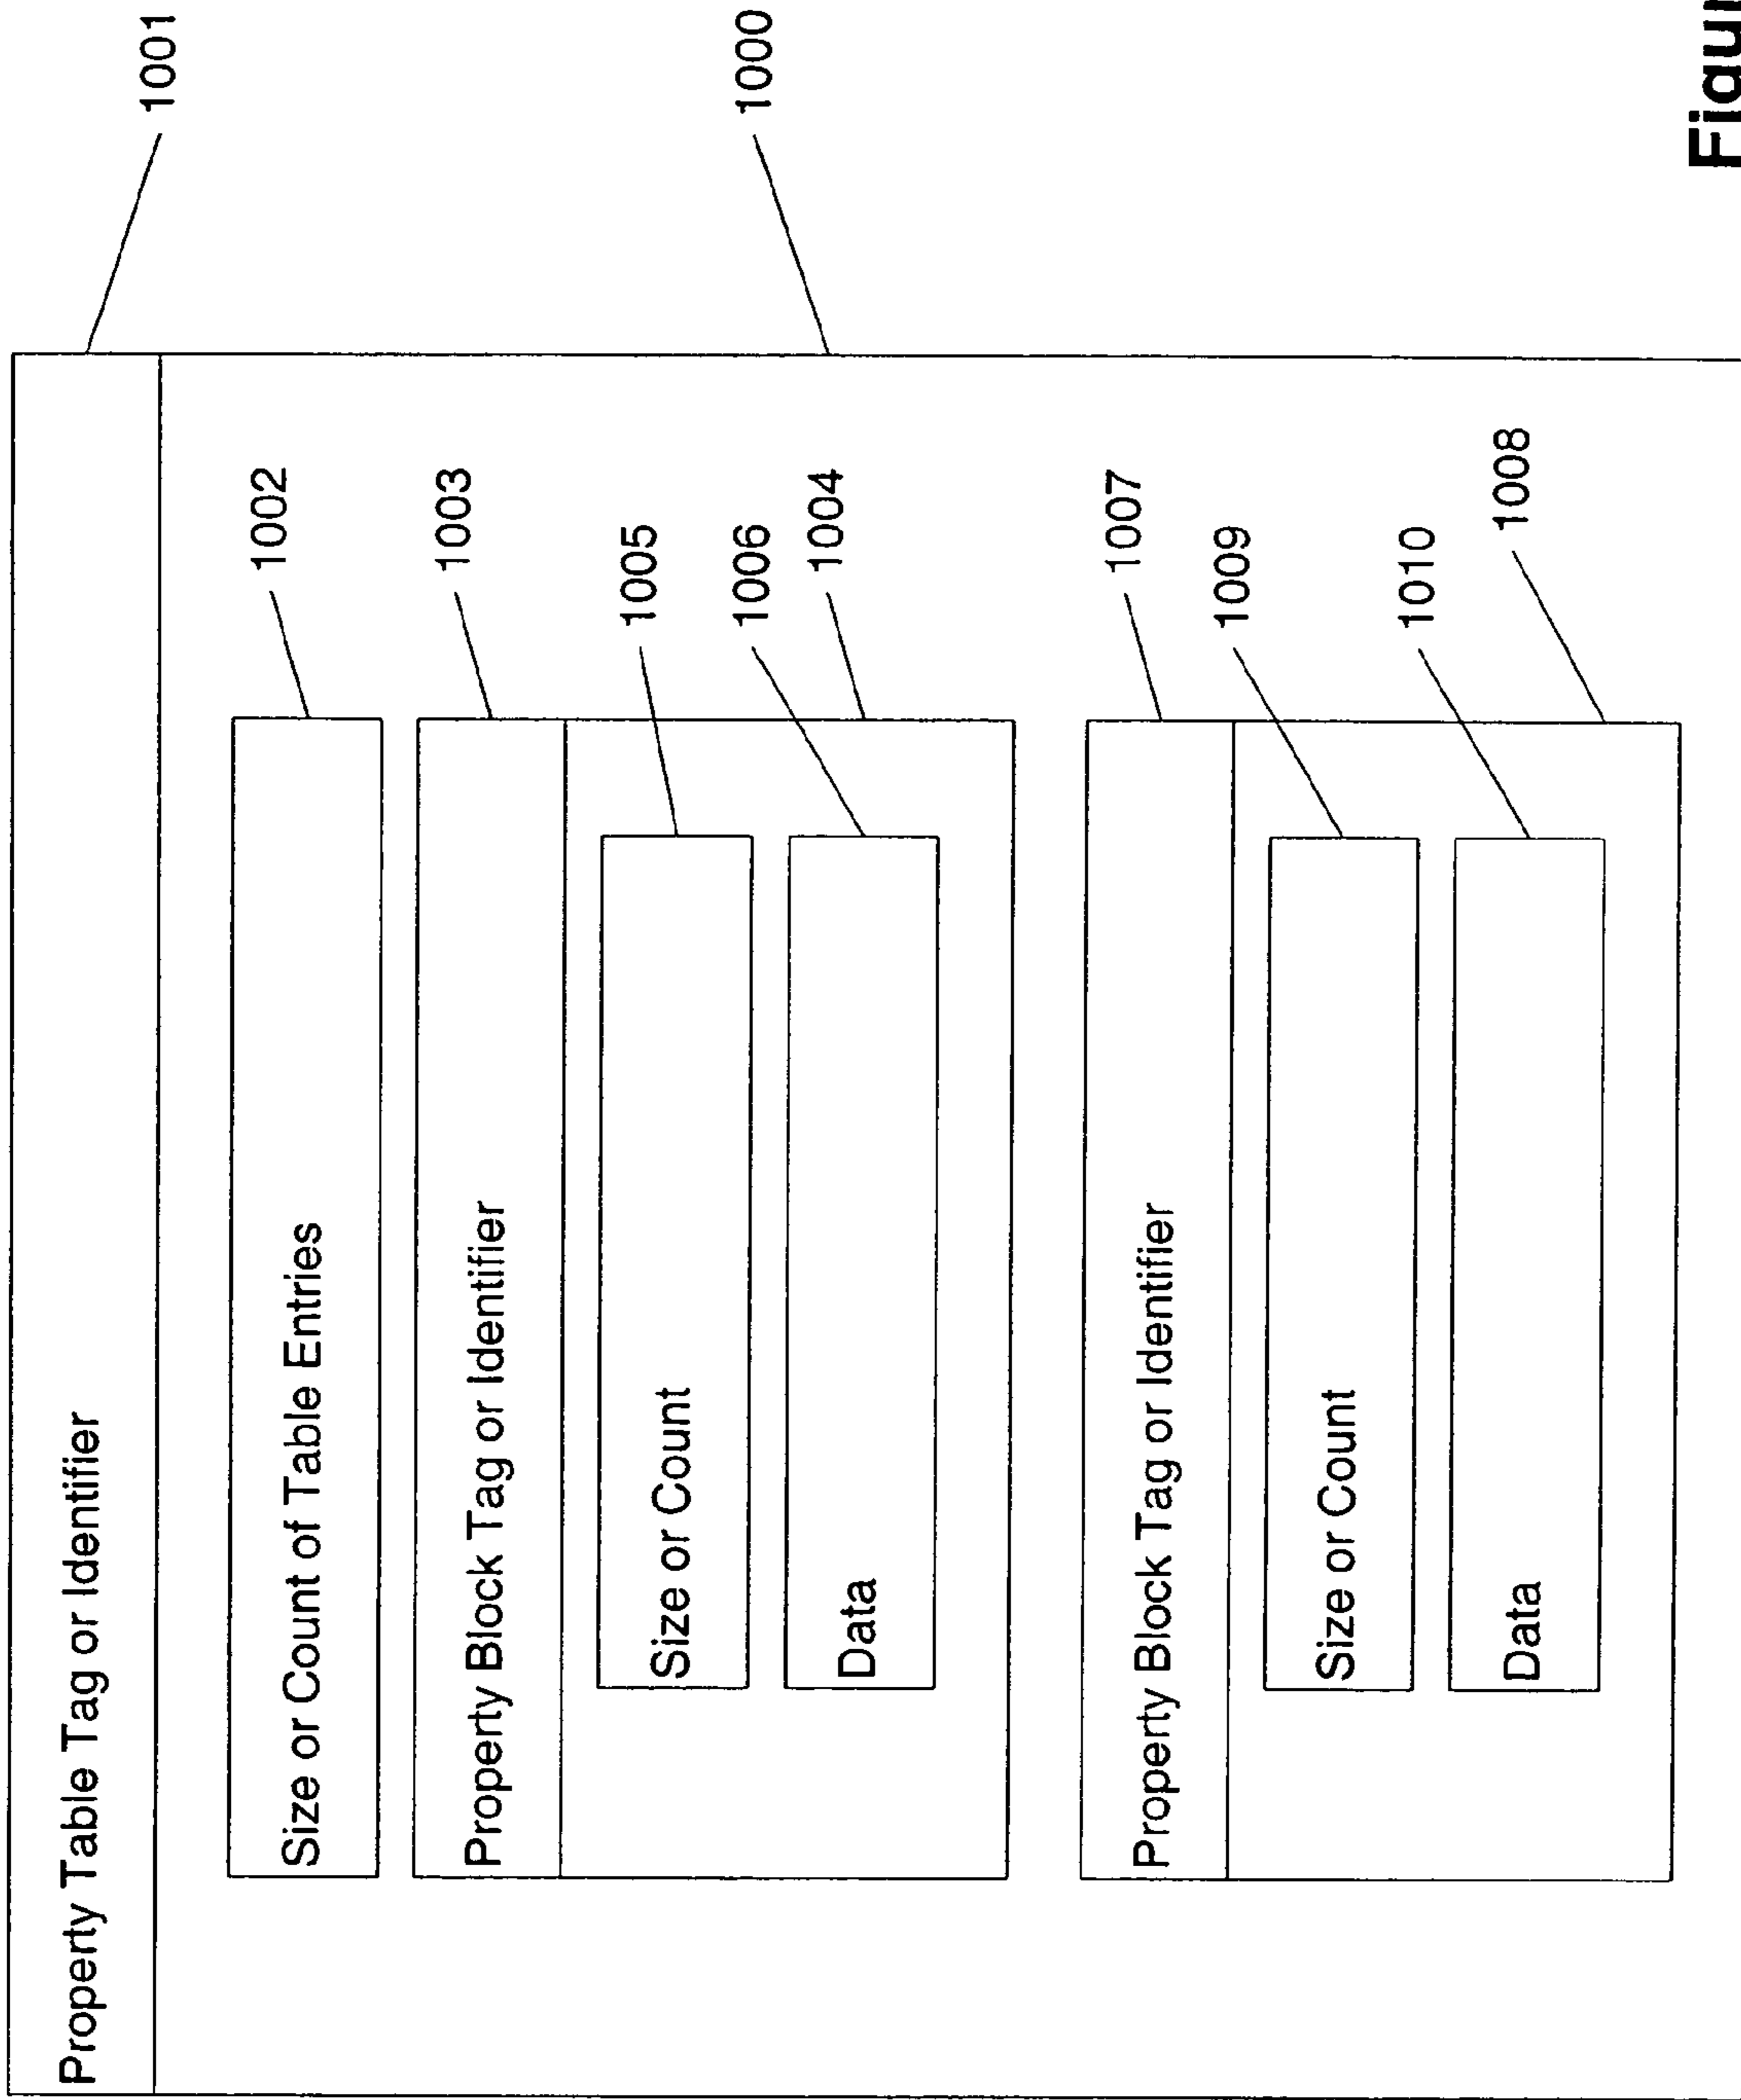 Property Table Tag or Identifier
1001
1000
Size or Count of Table Entries
1002
Property Block Tag or Identifier
1003
Size or Count
1005
Data
1006
1004
Property Block Tag or Identifier
1007
Size or Count
1009
Data
1010
1008